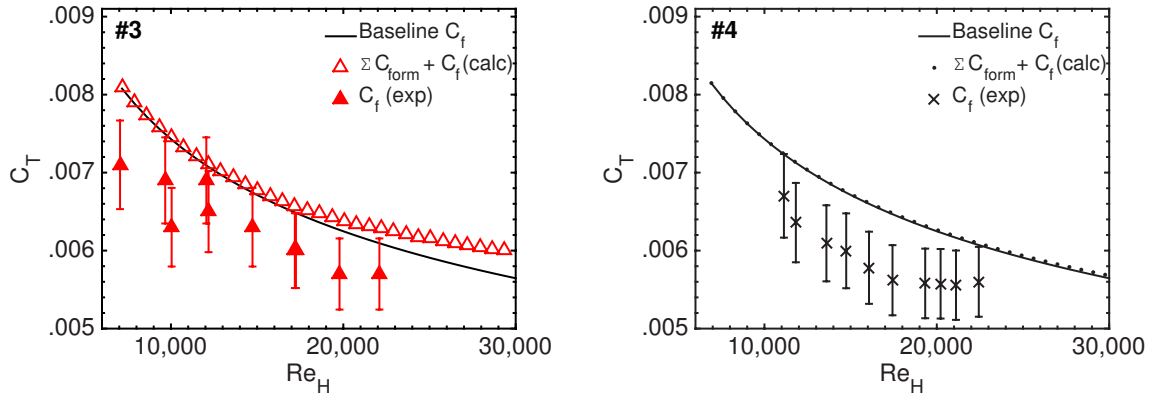 #3
Baseline C_f
Σ C_form + C_f (calc)
C_f (exp)
.009
.008
.007
.006
.005
C_T
10,000 20,000 30,000
Re_H
#4
Baseline C_f
Σ C_form + C_f (calc)
C_f (exp)
.009
.008
.007
.006
.005
C_T
10,000 20,000 30,000
Re_H